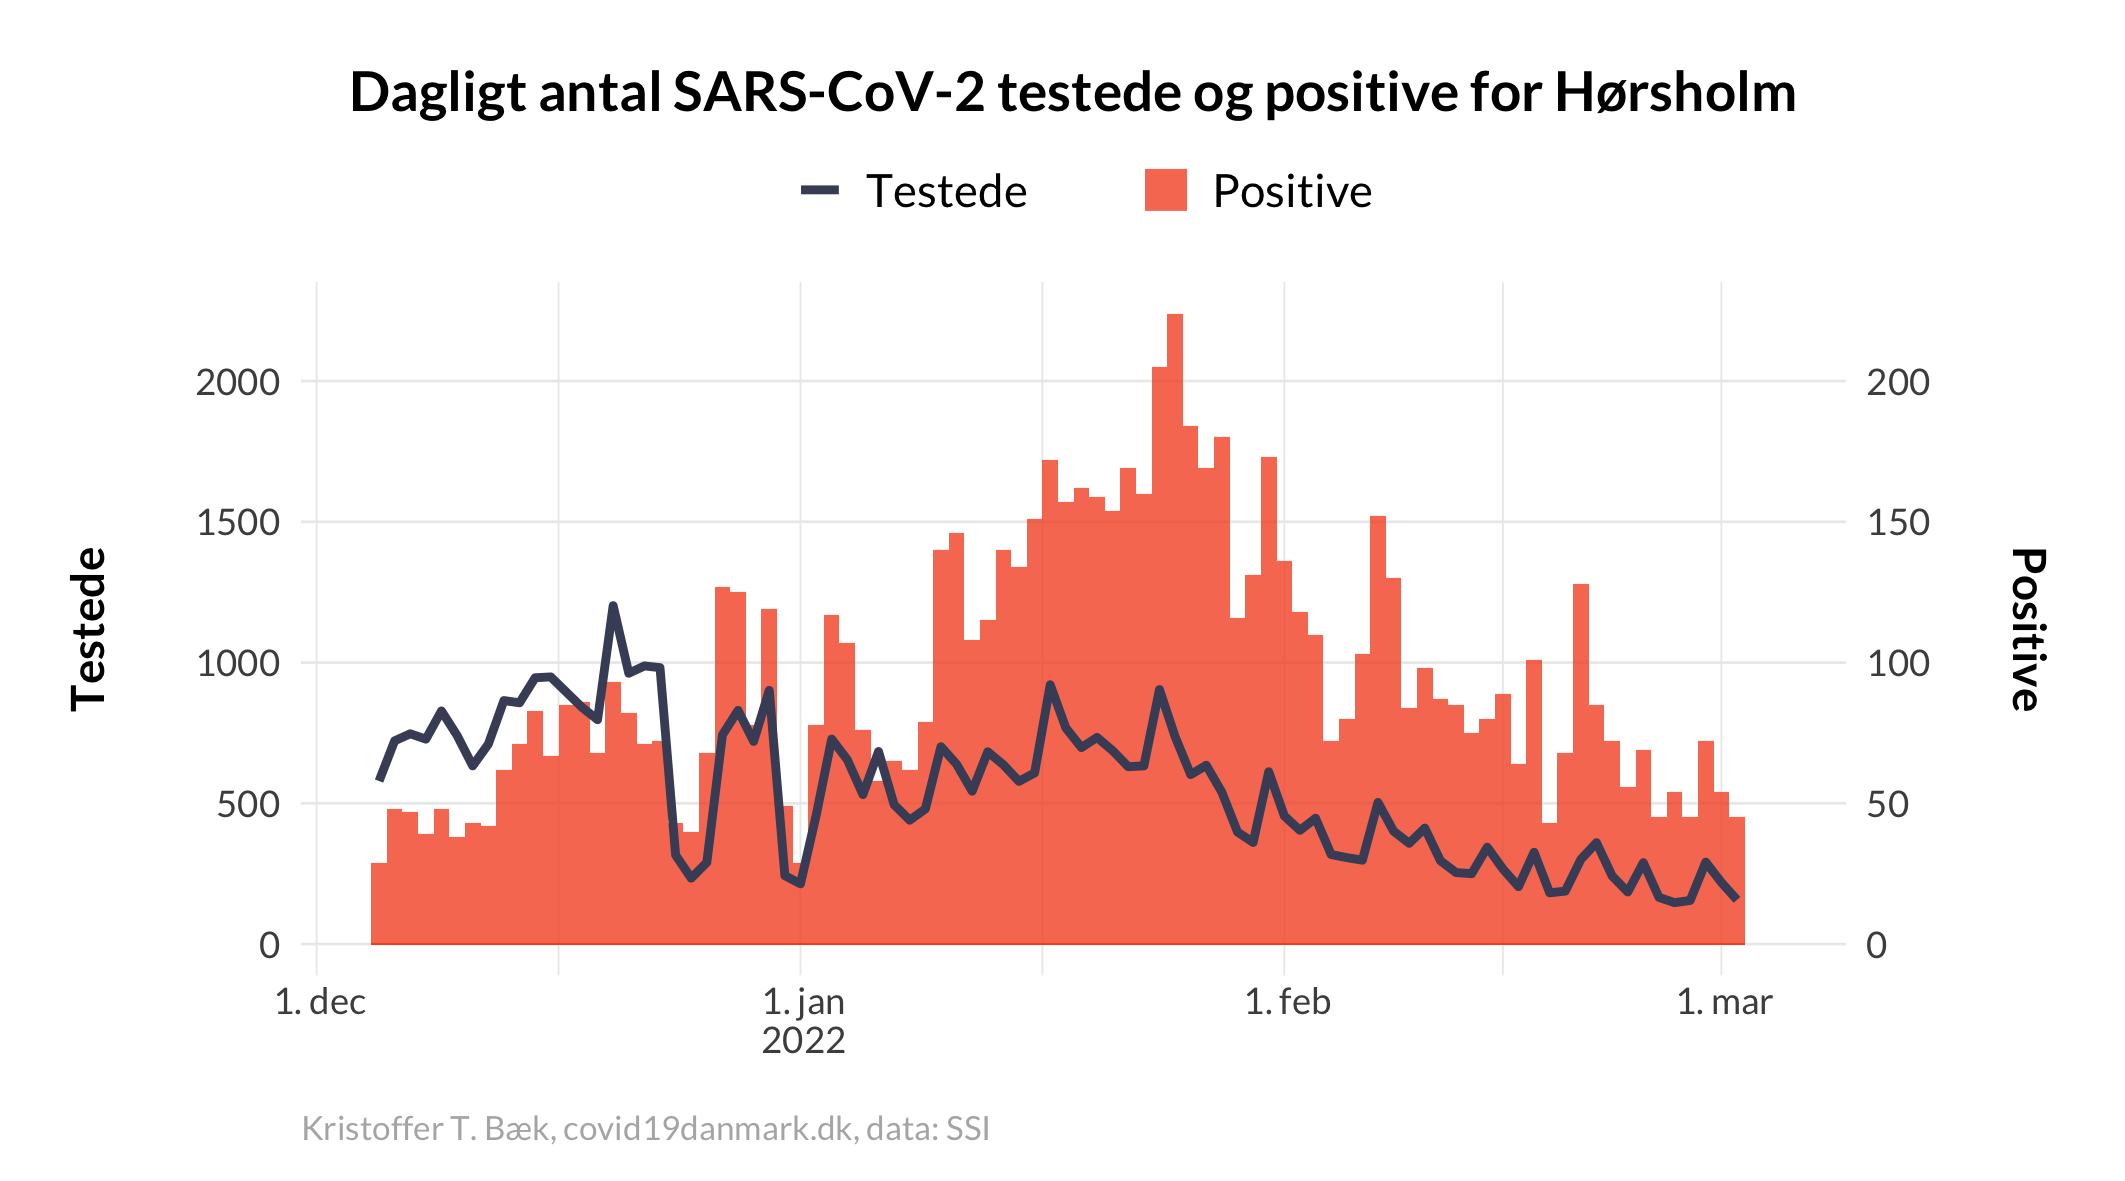 Dagligt antal SARS-CoV-2 testede og positive for Hørsholm
Testede
Positive
Testede
2000
1500
1000
500
0
200
150
100
50
0
Positive
1. dec
1. jan
2022
1. feb
1. mar
Kristoffer T. Bæk, covid19danmark.dk, data: SSI